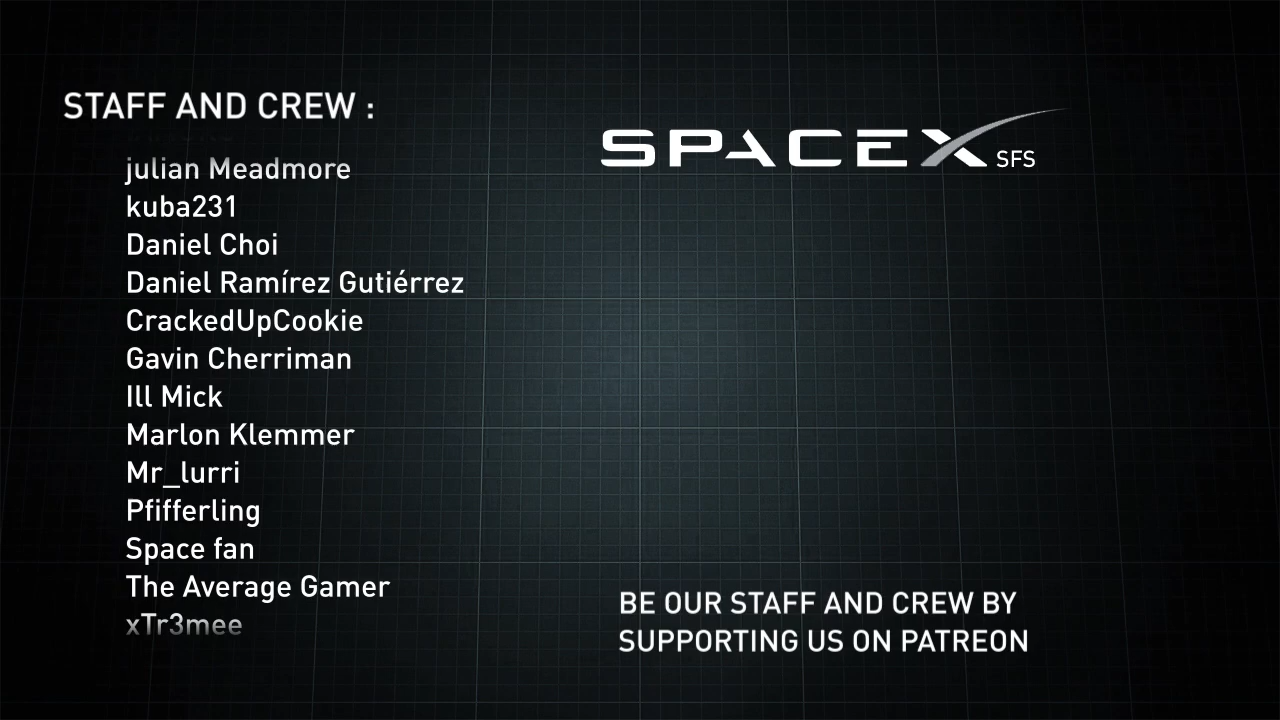 STAFF AND CREW :
julian Meadmore
kuba231
Daniel Choi
Daniel Ramírez Gutiérrez
CrackedUpCookie
Gavin Cherriman
Ill Mick
Marlon Klemmer
Mr_lurri
Pfifferling
Space fan
The Average Gamer
xTr3mee
SPACEX SFS
BE OUR STAFF AND CREW BY
SUPPORTING US ON PATREON